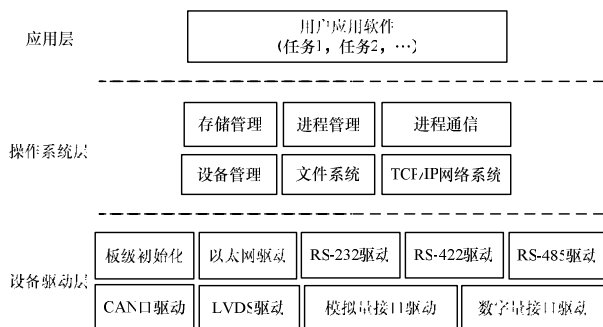 应用层
用户应用软件
(任务1，任务2，…)
操作系统层
存储管理 进程管理 进程通信
设备管理 文件系统 TCP/IP网络系统
设备驱动层
板级初始化 以太网驱动 RS-232驱动 RS-422驱动 RS-485驱动
CAN口驱动 LVDS驱动 模拟量接口驱动 数字量接口驱动